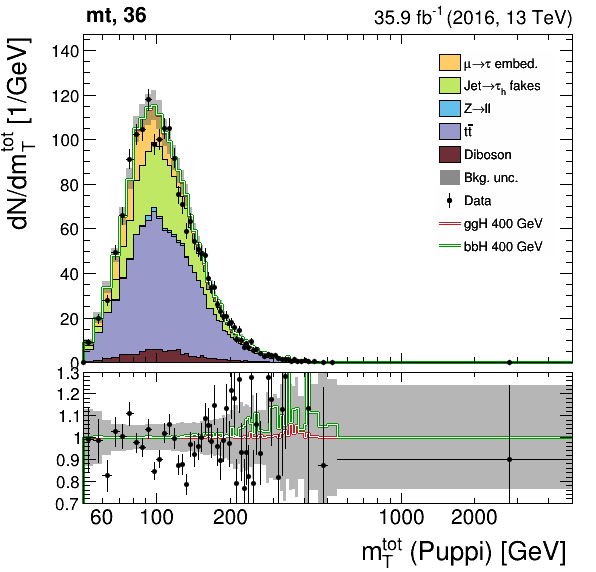 mt, 36
35.9 fb⁻¹ (2016, 13 TeV)
dN/dm_T^tot [1/GeV]
140
120
100
80
60
40
20
0
μ→τ embed.
Jet→τ_h fakes
Z→ll
tt̄
Diboson
Bkg. unc.
Data
ggH 400 GeV
bbH 400 GeV
1.3
1.2
1.1
1
0.9
0.8
0.7
60 100 200 1000 2000
m_T^tot (Puppi) [GeV]